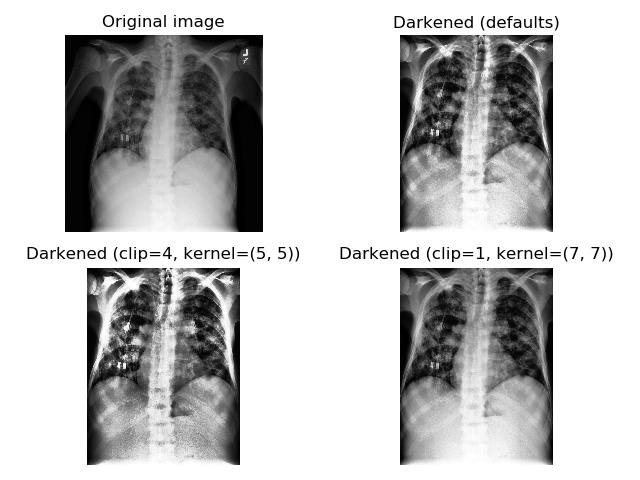 Original image
Darkened (defaults)
Darkened (clip=4, kernel=(5, 5))
Darkened (clip=1, kernel=(7, 7))